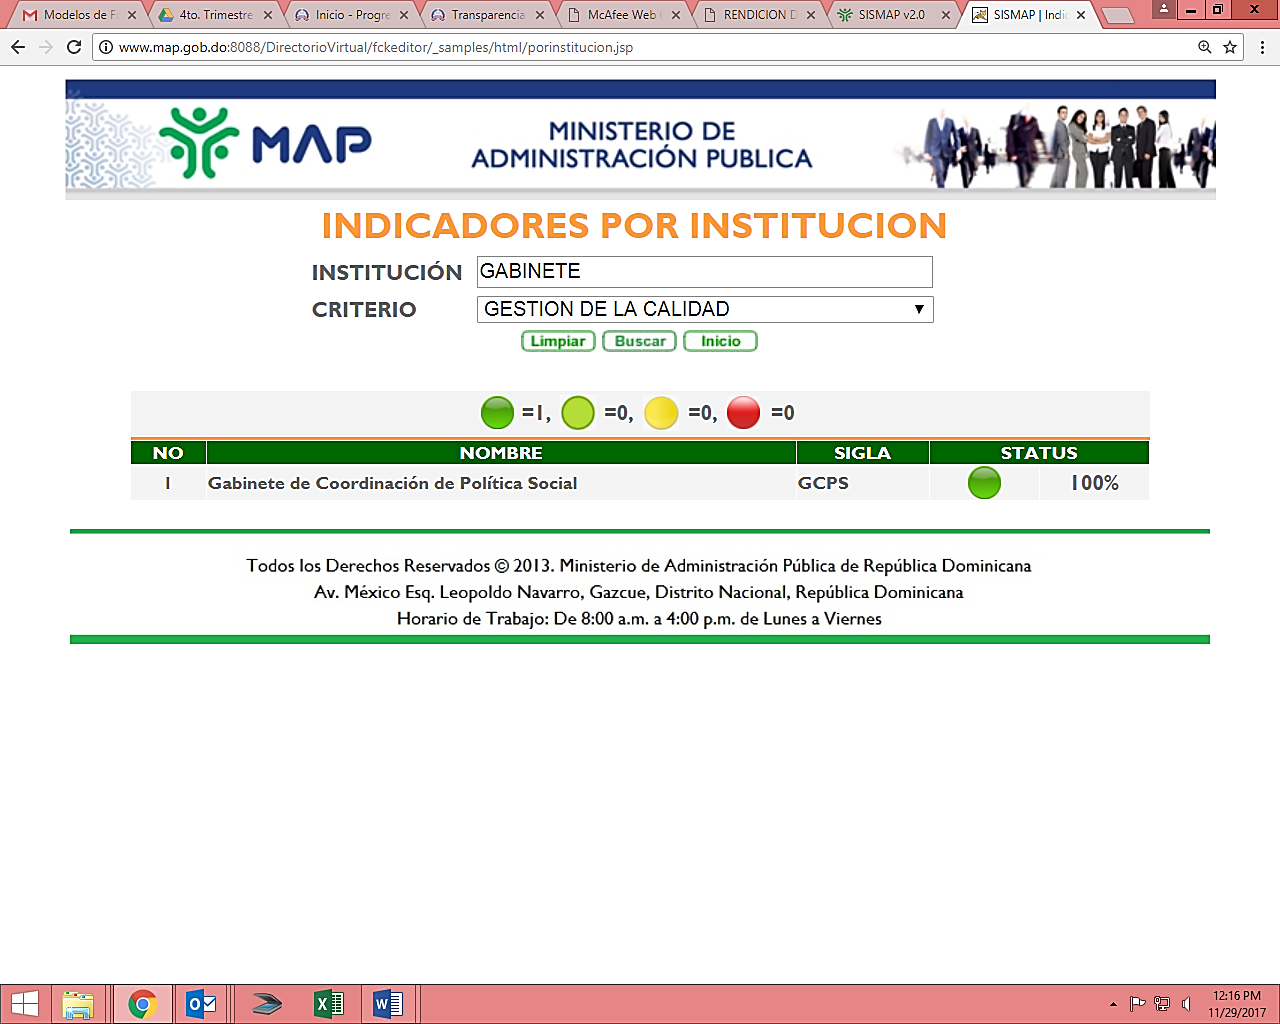 Modelos de F
4to. Trimestre
Inicio - Progre
Transparencia
McAfee Web
RENDICION D
SISMAP v2.0
SISMAP | Indi
www.map.gob.do:8088/DirectorioVirtual/fckeditor/_samples/html/porinstitucion.jsp
MAP
MINISTERIO DE
ADMINISTRACIÓN PUBLICA
INDICADORES POR INSTITUCION
INSTITUCIÓN GABINETE
CRITERIO GESTION DE LA CALIDAD
Limpiar Buscar Inicio
=1, =0, =0, =0
NO NOMBRE SIGLA STATUS
1 Gabinete de Coordinación de Política Social GCPS 100%
Todos los Derechos Reservados © 2013. Ministerio de Administración Pública de República Dominicana
Av. México Esq. Leopoldo Navarro, Gazcue, Distrito Nacional, República Dominicana
Horario de Trabajo: De 8:00 a.m. a 4:00 p.m. de Lunes a Viernes
12:16 PM
11/29/2017